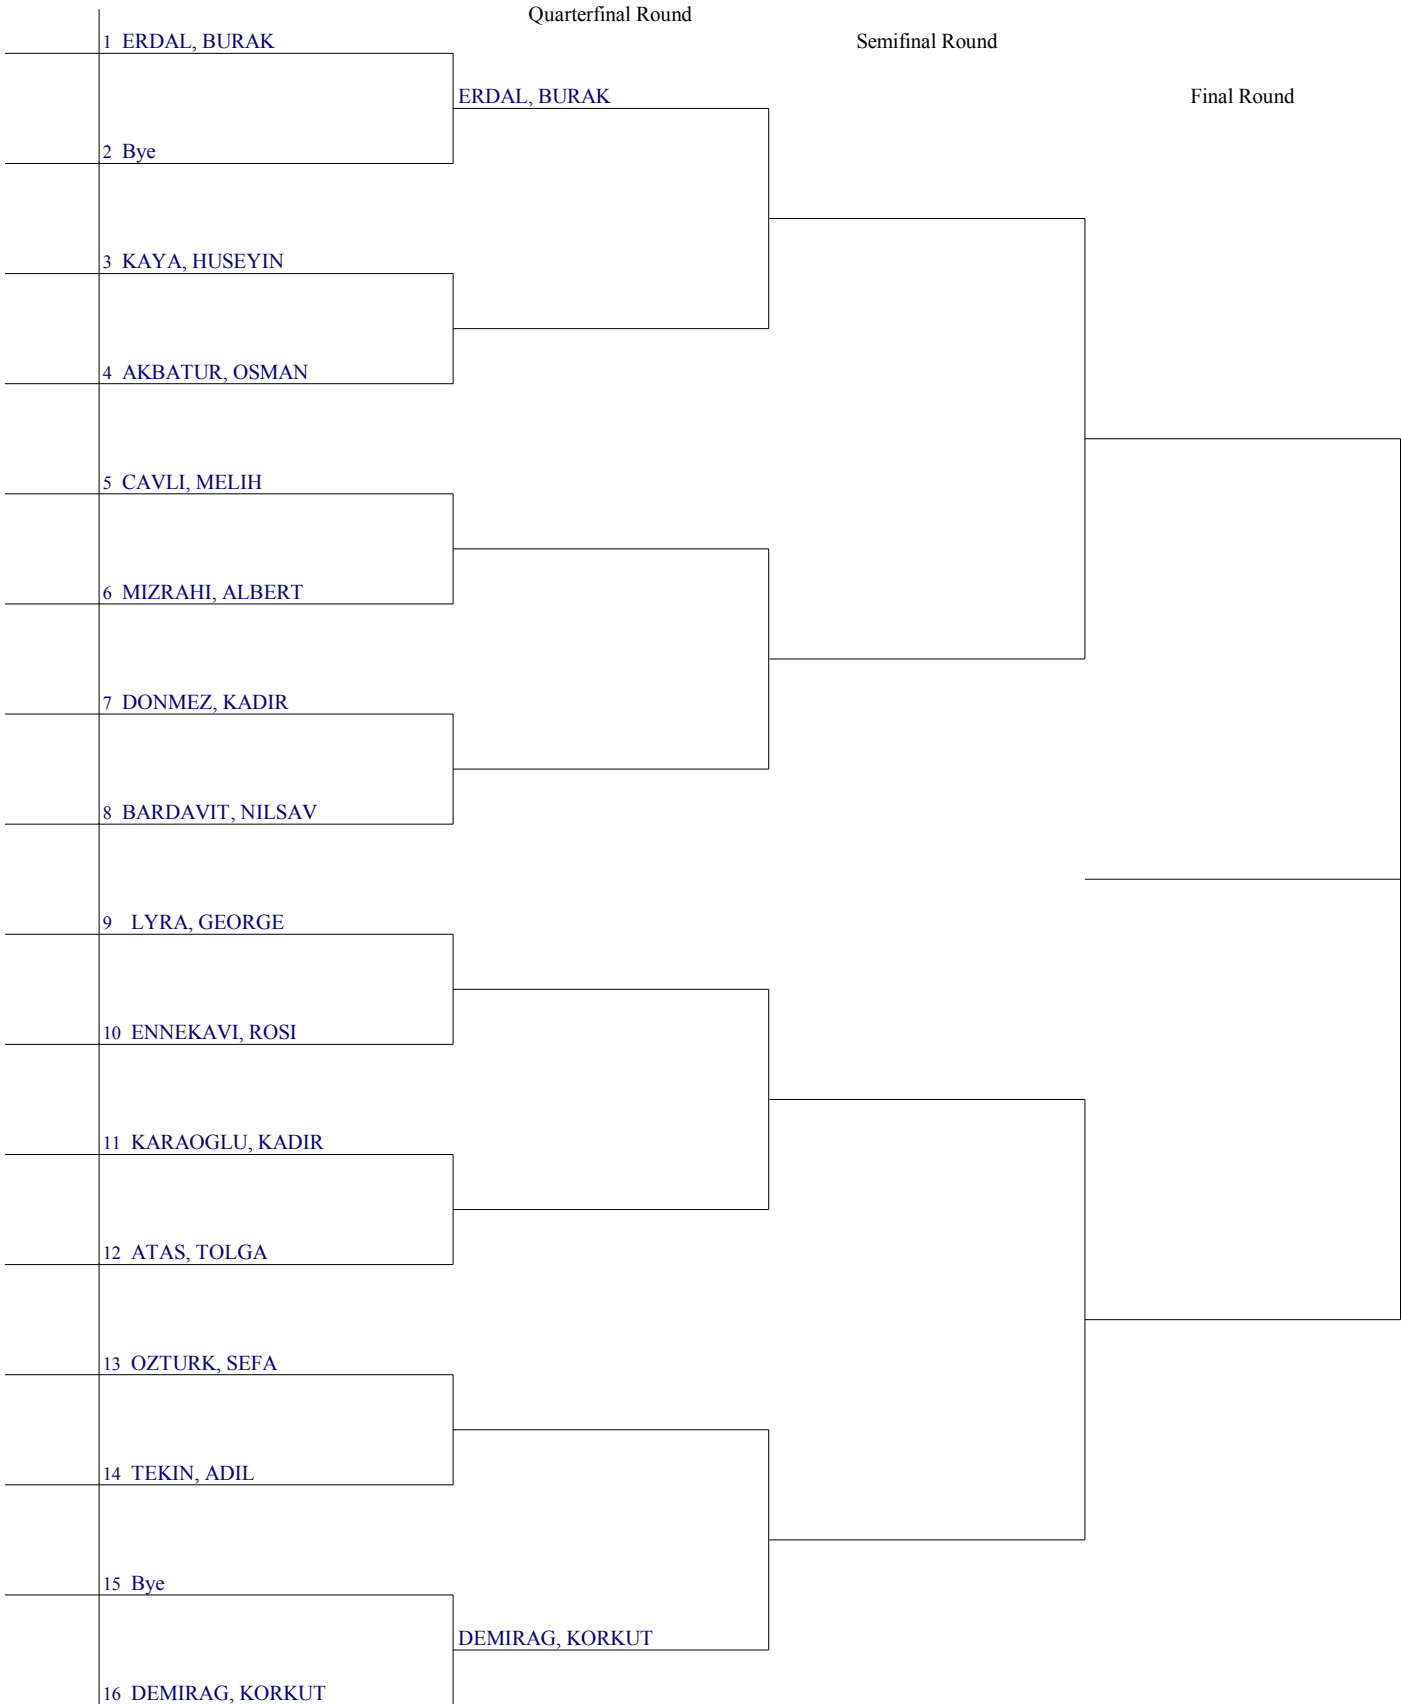 Quarterfinal Round
1 ERDAL, BURAK
Semifinal Round
ERDAL, BURAK
Final Round
2 Bye
3 KAYA, HUSEYIN
4 AKBATUR, OSMAN
5 CAVLI, MELIH
6 MIZRAHI, ALBERT
7 DONMEZ, KADIR
8 BARDAVIT, NILSAV
9 LYRA, GEORGE
10 ENNEKAVI, ROSI
11 KARAOGLU, KADIR
12 ATAS, TOLGA
13 OZTURK, SEFA
14 TEKIN, ADIL
15 Bye
DEMIRAG, KORKUT
16 DEMIRAG, KORKUT